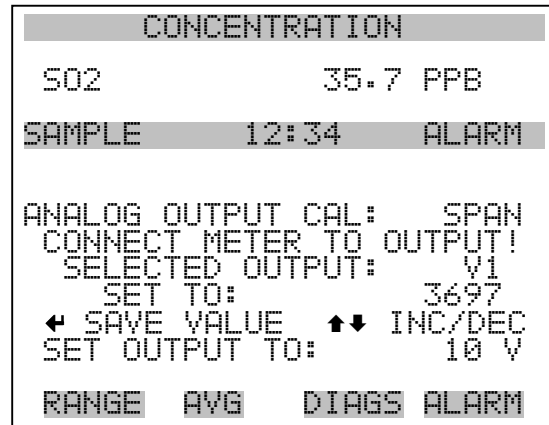 CONCENTRATION
SO2 35.7 PPB
SAMPLE 12:34 ALARM
ANALOG OUTPUT CAL: SPAN
CONNECT METER TO OUTPUT!
SELECTED OUTPUT: V1
SET TO: 3697
↵ SAVE VALUE ↑↓ INC/DEC
SET OUTPUT TO: 10 V
RANGE AVG DIAGS ALARM